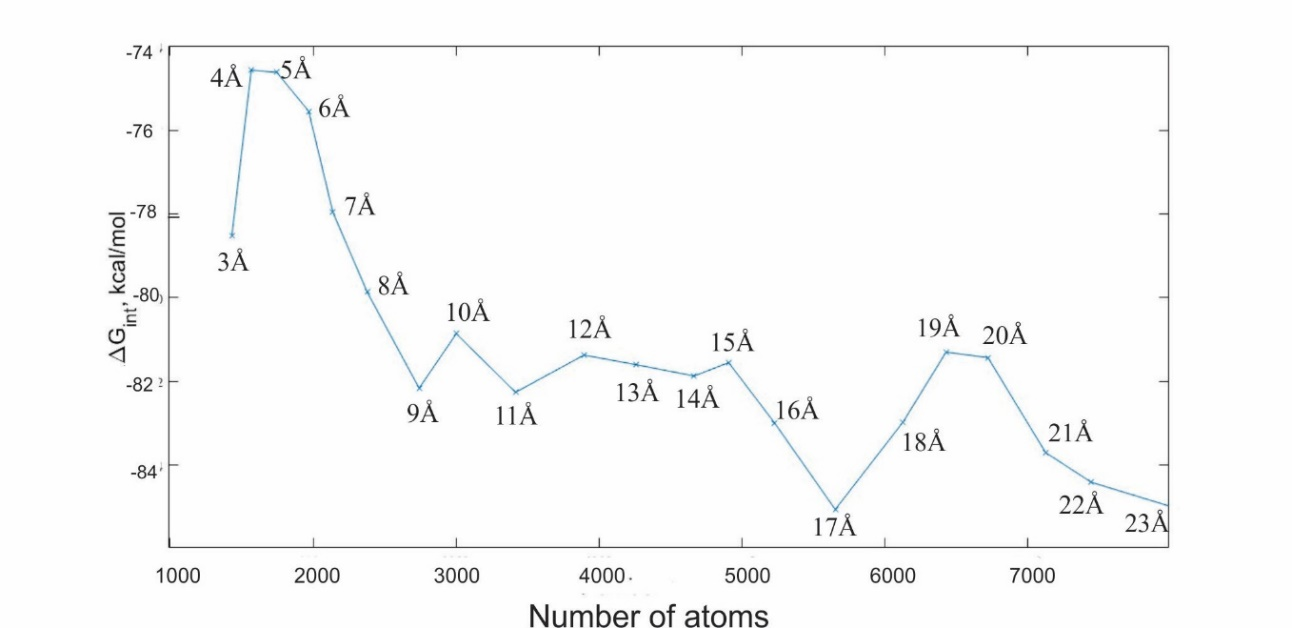 -74
4Å
5Å
6Å
-76
7Å
-78
3Å
8Å
-80
10Å
12Å
15Å
19Å
20Å
-82
9Å
11Å
13Å
14Å
16Å
18Å
21Å
-84
17Å
22Å
23Å
ΔGint, kcal/mol
1000 2000 3000 4000 5000 6000 7000
Number of atoms